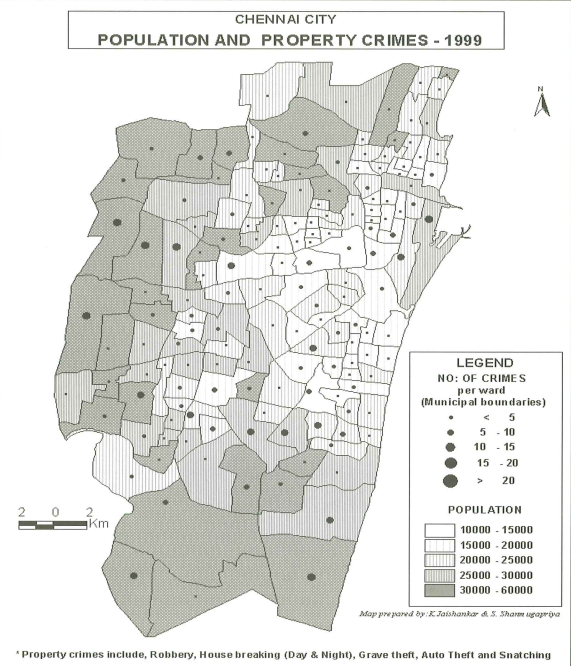 CHENNAI CITY
POPULATION AND PROPERTY CRIMES - 1999
N
LEGEND
NO: OF CRIMES
per ward
(Municipal boundaries)
< 5
5 - 10
10 - 15
15 - 20
> 20
POPULATION
10000 - 15000
15000 - 20000
20000 - 25000
25000 - 30000
30000 - 60000
2 0 2
Km
Map prepared by: K.Jaishankar & S. Shanmugapriya
* Property crimes include, Robbery, House breaking (Day & Night), Grave theft, Auto Theft and Snatching